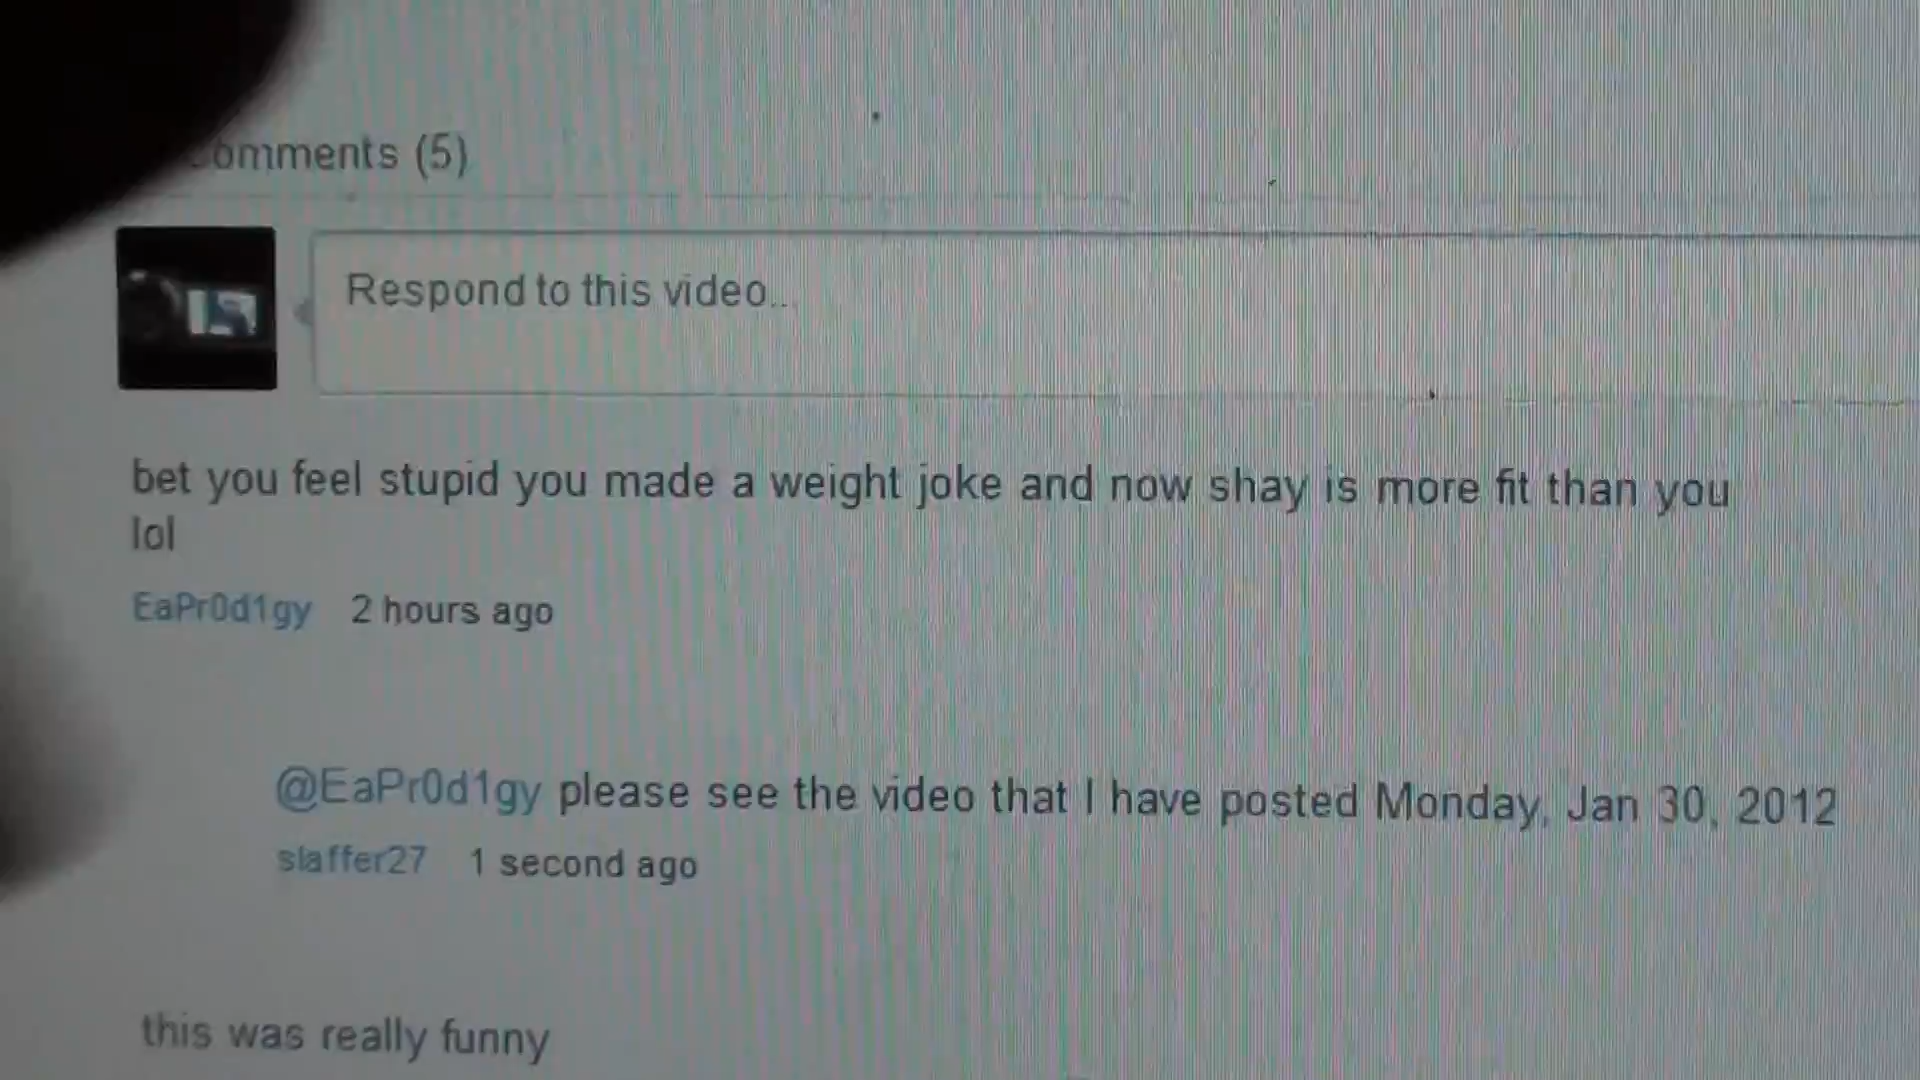 omments (5)
Respond to this video...
bet you feel stupid you made a weight joke and now shay is more fit than you
lol
EaPr0d1gy 2 hours ago
@EaPr0d1gy please see the video that I have posted Monday, Jan 30, 2012
slaffer27 1 second ago
this was really funny